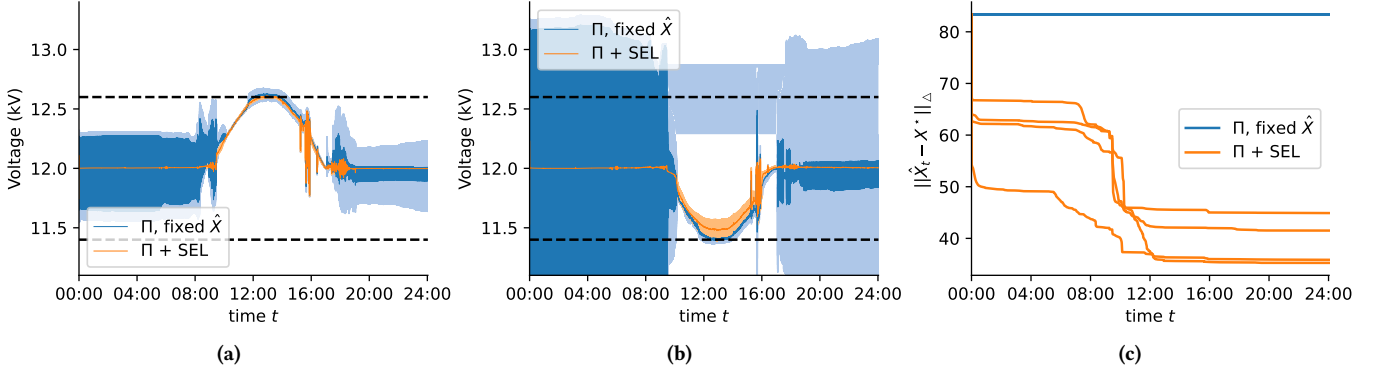 13.0
12.5
12.0
11.5
Voltage (kV)
Π, fixed X̂
Π + SEL
00:00 04:00 08:00 12:00 16:00 20:00 24:00
time t
(a)
13.0
12.5
12.0
11.5
Voltage (kV)
Π, fixed X̂
Π + SEL
00:00 04:00 08:00 12:00 16:00 20:00 24:00
time t
(b)
80
70
60
50
40
||X̂ₜ − X⋆||△
Π, fixed X̂
Π + SEL
00:00 04:00 08:00 12:00 16:00 20:00 24:00
time t
(c)